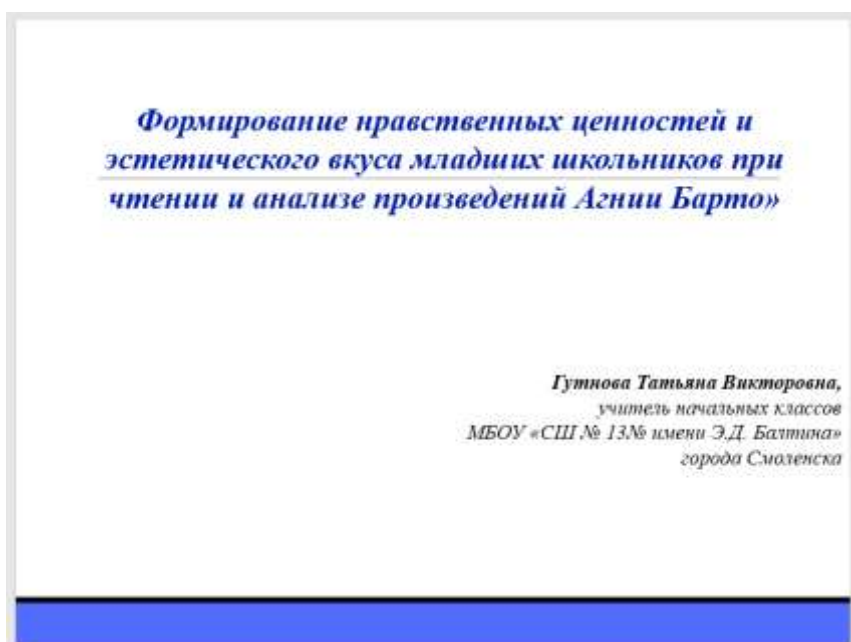 Формирование нравственных ценностей и
эстетического вкуса младших школьников при
чтении и анализе произведений Агнии Барто»
Гутнова Татьяна Викторовна,
учитель начальных классов
МБОУ «СШ № 13№ имени Э.Д. Балтина»
города Смоленска